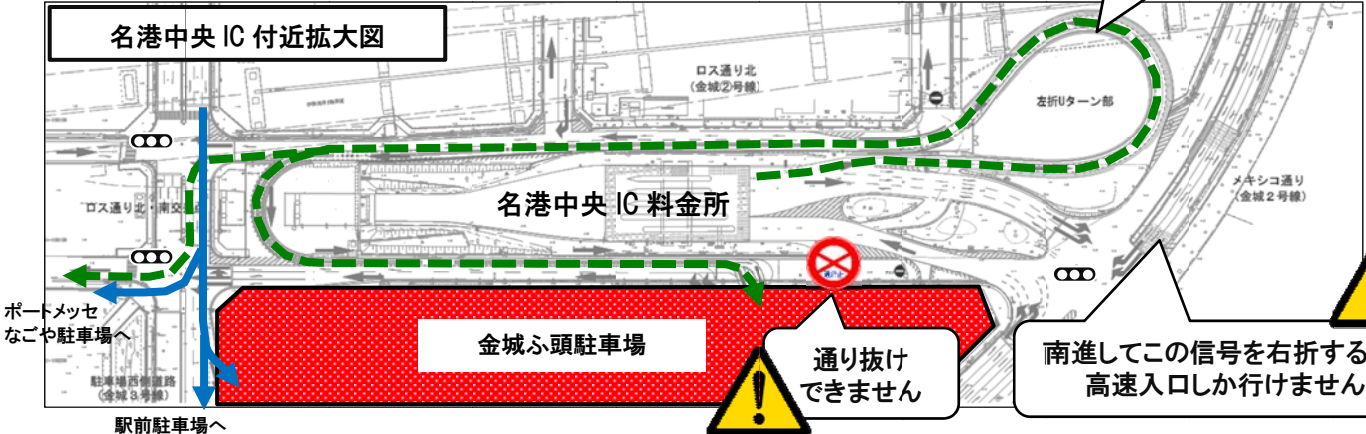 名港中央 IC 付近拡大図
ロス通り北
(金城②号線)
左折Uターン部
メキシコ通り
(金城2号線)
名港中央 IC 料金所
ロス通り北・南交
ポートメッセ
なごや駐車場へ
金城ふ頭駐車場
通り抜け
できません
南進してこの信号を右折する
高速入口しか行けません
駐車場西側道路
(金城3号線)
駅前駐車場へ